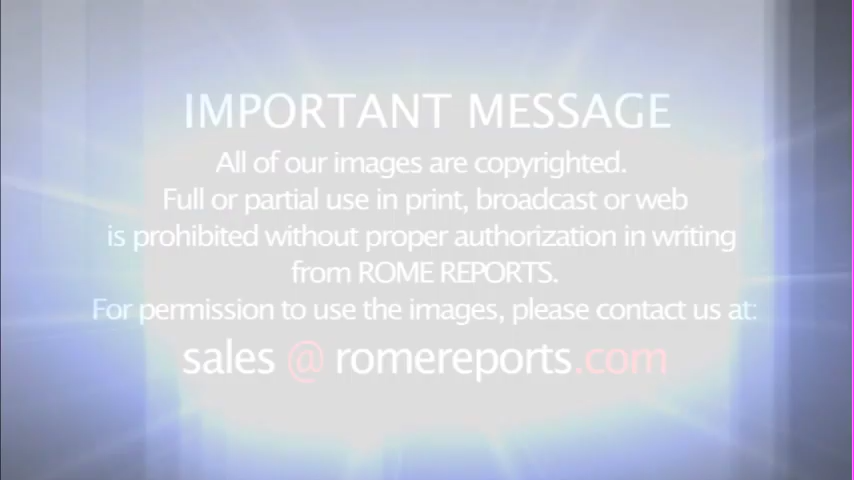 IMPORTANT MESSAGE
All of our images are copyrighted.
Full or partial use in print, broadcast or web
is prohibited without proper authorization in writing
from ROME REPORTS.
For permission to use the images, please contact us at:
sales @ romereports.com